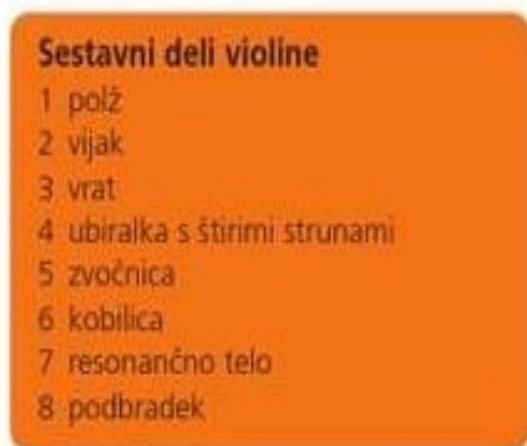 Sestavni deli violine
1 polž
2 vijak
3 vrat
4 ubiralka s štirimi strunami
5 zvočnica
6 kobilica
7 resonančno telo
8 podbradek